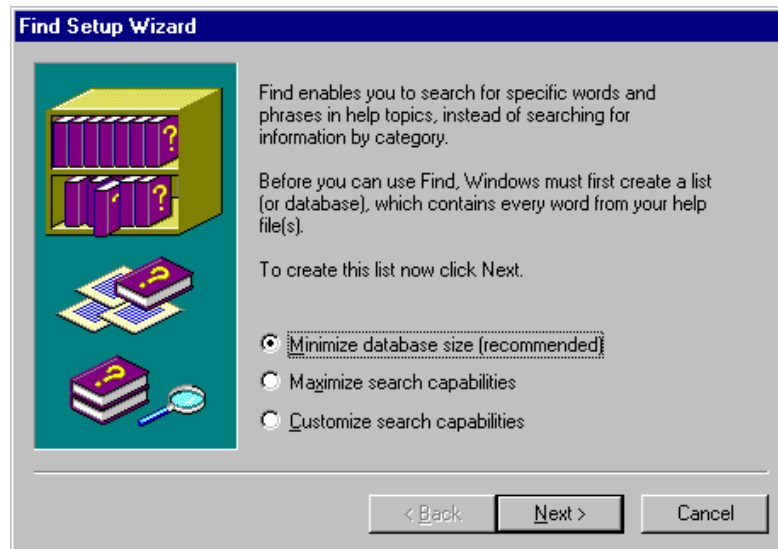 Find Setup Wizard
Find enables you to search for specific words and
phrases in help topics, instead of searching for
information by category.
Before you can use Find, Windows must first create a list
(or database), which contains every word from your help
file(s).
To create this list now click Next.
Minimize database size (recommended)
Maximize search capabilities
Customize search capabilities
< Back
Next >
Cancel